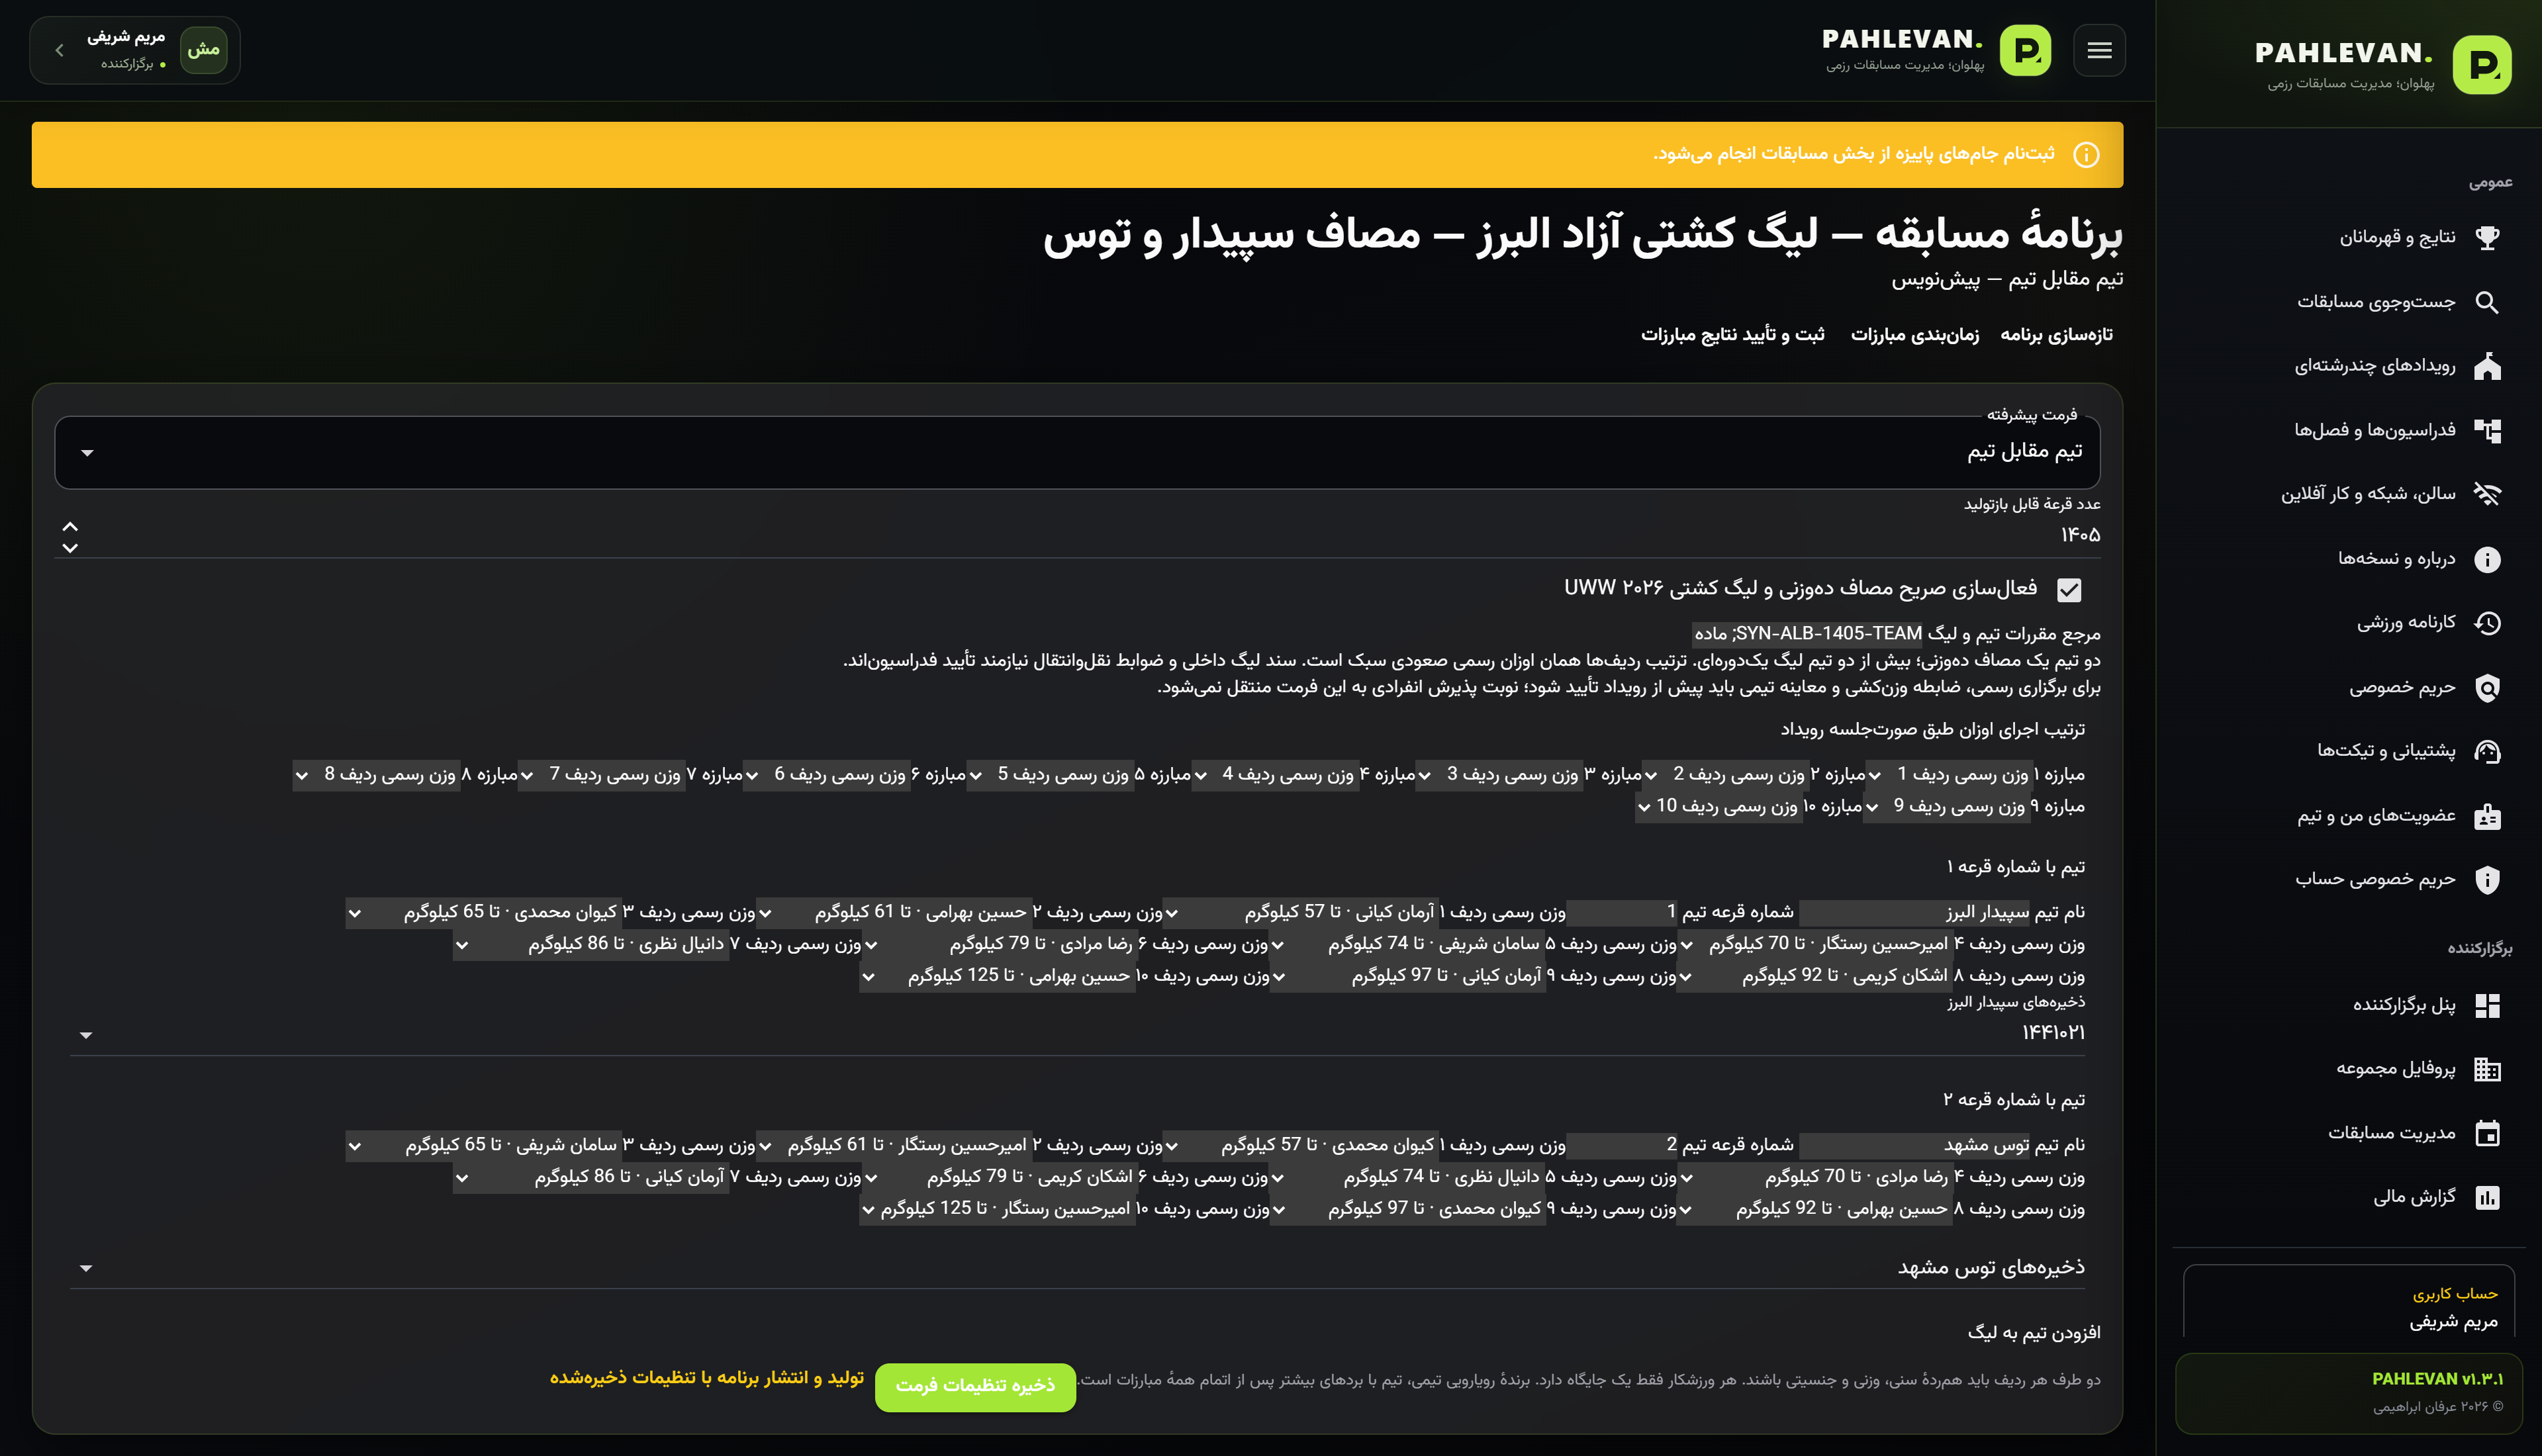 PAHLEVAN.
پهلوان؛ مدیریت مسابقات رزمی
عمومی
نتایج و قهرمانان
جست‌وجوی مسابقات
رویدادهای چندرشته‌ای
فدراسیون‌ها و فصل‌ها
سالن، شبکه و کار آفلاین
درباره و نسخه‌ها
کارنامه ورزشی
حریم خصوصی
پشتیبانی و تیکت‌ها
عضویت‌های من و تیم
حریم خصوصی حساب
برگزارکننده
پنل برگزارکننده
پروفایل مجموعه
مدیریت مسابقات
گزارش مالی
حساب کاربری
مریم شریفی
PAHLEVAN v۱.۳.۱
© ۲۰۲۶ عرفان ابراهیمی
PAHLEVAN.
پهلوان؛ مدیریت مسابقات رزمی
مش
مریم شریفی
برگزارکننده
ثبت‌نام جام‌های پاییزه از بخش مسابقات انجام می‌شود.
برنامهٔ مسابقه — لیگ کشتی آزاد البرز — مصاف سپیدار و توس
تیم مقابل تیم — پیش‌نویس
تازه‌سازی برنامه زمان‌بندی مبارزات ثبت و تأیید نتایج مبارزات
فرمت پیشرفته
تیم مقابل تیم
عدد قرعهٔ قابل بازتولید
۱۴۰۵
فعال‌سازی صریح مصاف ده‌وزنی و لیگ کشتی UWW ۲۰۲۶
مرجع مقررات تیم و لیگ SYN-ALB-1405-TEAM; ماده
دو تیم یک مصاف ده‌وزنی؛ بیش از دو تیم لیگ یک‌دوره‌ای. ترتیب ردیف‌ها همان اوزان رسمی صعودی سبک است. سند لیگ داخلی و ضوابط نقل‌وانتقال نیازمند تأیید فدراسیون‌اند.
برای برگزاری رسمی، ضابطه وزن‌کشی و معاینه تیمی باید پیش از رویداد تأیید شود؛ نوبت پذیرش انفرادی به این فرمت منتقل نمی‌شود.
ترتیب اجرای اوزان طبق صورت‌جلسه رویداد
مبارزه ۱ وزن رسمی ردیف 1 مبارزه ۲ وزن رسمی ردیف 2 مبارزه ۳ وزن رسمی ردیف 3 مبارزه ۴ وزن رسمی ردیف 4 مبارزه ۵ وزن رسمی ردیف 5 مبارزه ۶ وزن رسمی ردیف 6 مبارزه ۷ وزن رسمی ردیف 7 مبارزه ۸ وزن رسمی ردیف 8
مبارزه ۹ وزن رسمی ردیف 9 مبارزه ۱۰ وزن رسمی ردیف 10
تیم با شماره قرعه ۱
نام تیم سپیدار البرز شماره قرعه تیم 1 وزن رسمی ردیف ۱ آرمان کیانی · تا 57 کیلوگرم وزن رسمی ردیف ۲ حسین بهرامی · تا 61 کیلوگرم وزن رسمی ردیف ۳ کیوان محمدی · تا 65 کیلوگرم
وزن رسمی ردیف ۴ امیرحسین رستگار · تا 70 کیلوگرم وزن رسمی ردیف ۵ سامان شریفی · تا 74 کیلوگرم وزن رسمی ردیف ۶ رضا مرادی · تا 79 کیلوگرم وزن رسمی ردیف ۷ دانیال نظری · تا 86 کیلوگرم
وزن رسمی ردیف ۸ اشکان کریمی · تا 92 کیلوگرم وزن رسمی ردیف ۹ آرمان کیانی · تا 97 کیلوگرم وزن رسمی ردیف ۱۰ حسین بهرامی · تا 125 کیلوگرم
ذخیره‌های سپیدار البرز
۱۴۴۱۰۲۱
تیم با شماره قرعه ۲
نام تیم توس مشهد شماره قرعه تیم 2 وزن رسمی ردیف ۱ کیوان محمدی · تا 57 کیلوگرم وزن رسمی ردیف ۲ امیرحسین رستگار · تا 61 کیلوگرم وزن رسمی ردیف ۳ سامان شریفی · تا 65 کیلوگرم
وزن رسمی ردیف ۴ رضا مرادی · تا 70 کیلوگرم وزن رسمی ردیف ۵ دانیال نظری · تا 74 کیلوگرم وزن رسمی ردیف ۶ اشکان کریمی · تا 79 کیلوگرم وزن رسمی ردیف ۷ آرمان کیانی · تا 86 کیلوگرم
وزن رسمی ردیف ۸ حسین بهرامی · تا 92 کیلوگرم وزن رسمی ردیف ۹ کیوان محمدی · تا 97 کیلوگرم وزن رسمی ردیف ۱۰ امیرحسین رستگار · تا 125 کیلوگرم
ذخیره‌های توس مشهد
افزودن تیم به لیگ
دو طرف هر ردیف باید هم‌ردهٔ سنی، وزنی و جنسیتی باشند. هر ورزشکار فقط یک جایگاه دارد. برندهٔ رویارویی تیمی، تیم با بردهای بیشتر پس از اتمام همهٔ مبارزات است. ذخیره تنظیمات فرمت تولید و انتشار برنامه با تنظیمات ذخیره‌شده